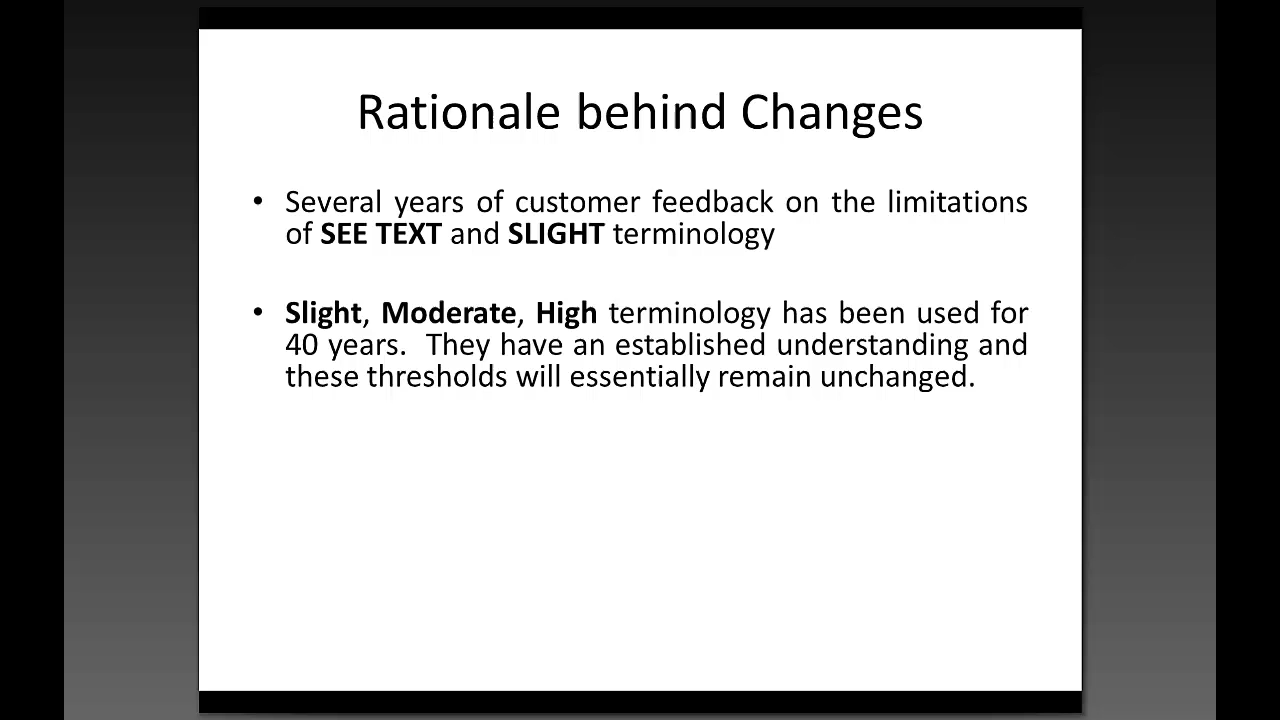 Rationale behind Changes
• Several years of customer feedback on the limitations
of SEE TEXT and SLIGHT terminology
• Slight, Moderate, High terminology has been used for
40 years.  They have an established understanding and
these thresholds will essentially remain unchanged.